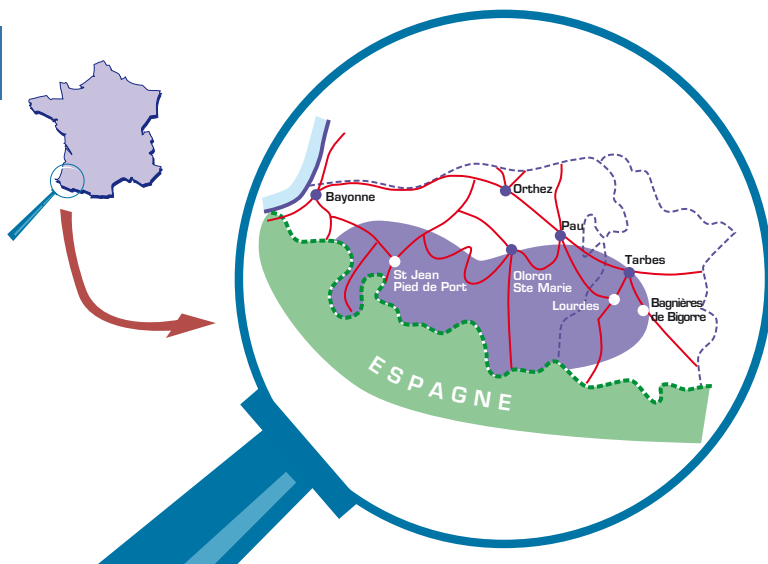 Bayonne
Orthez
Pau
Tarbes
St Jean
Pied de Port
Oloron
Ste Marie
Lourdes
Bagnières
de Bigorre
ESPAGNE